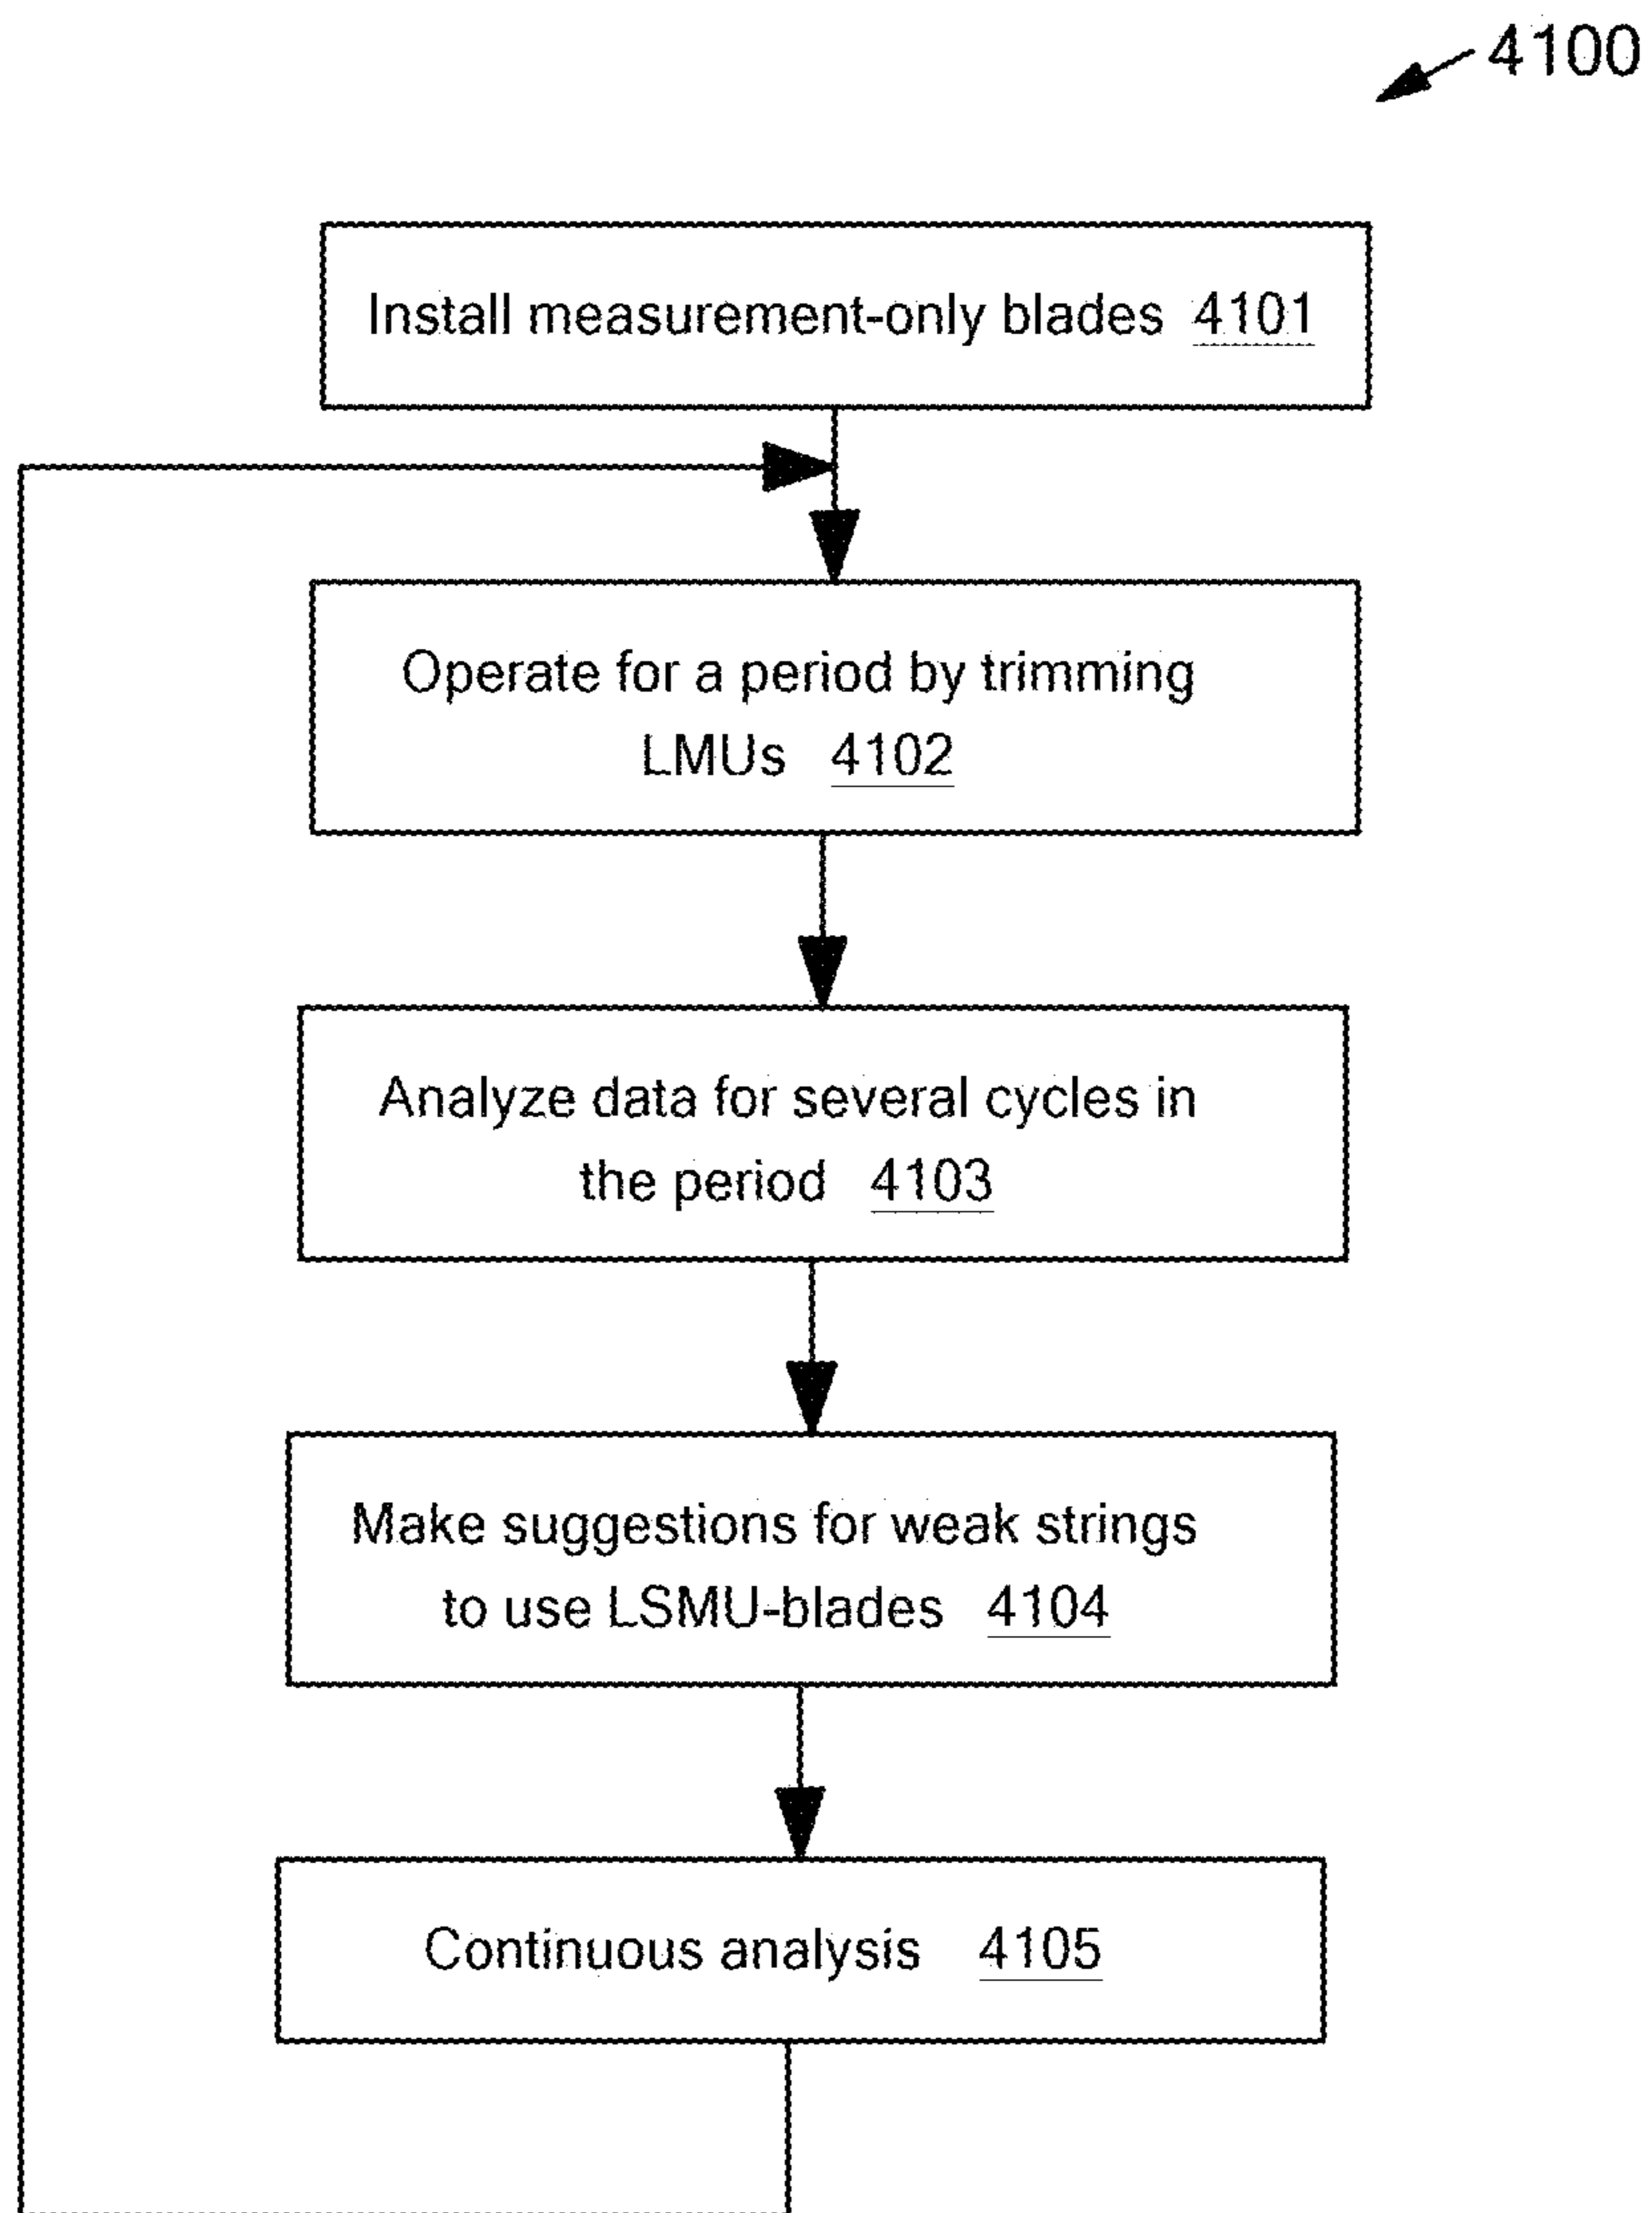 4100
Install measurement-only blades 4101
Operate for a period by trimming
LMUs 4102
Analyze data for several cycles in
the period 4103
Make suggestions for weak strings
to use LSMU-blades 4104
Continuous analysis 4105